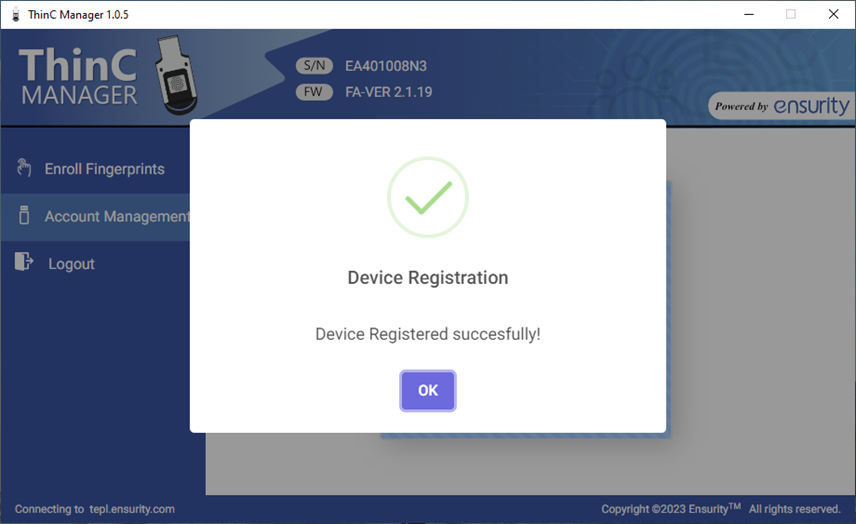 ThinC Manager 1.0.5
ThinC
MANAGER
S/N EA401008N3
FW FA-VER 2.1.19
Powered by ensurity
Enroll Fingerprints
Account Management
Logout
Device Registration
Device Registered succesfully!
OK
Connecting to tepl.ensurity.com
Copyright ©2023 Ensurity™ All rights reserved.